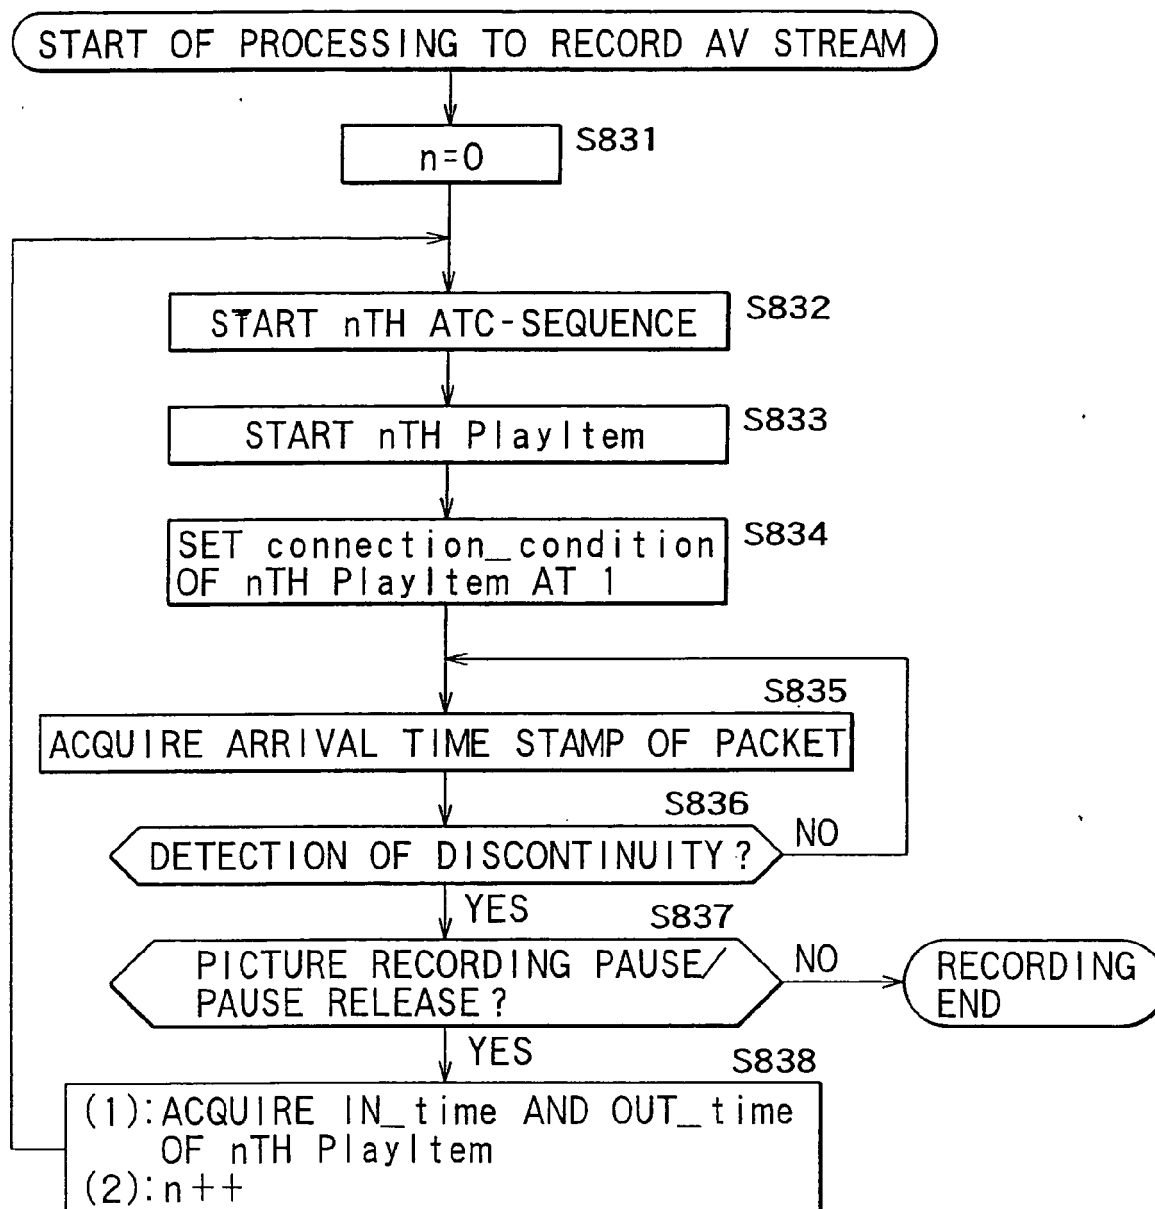 START OF PROCESSING TO RECORD AV STREAM
S831
n=0
S832
START nTH ATC-SEQUENCE
S833
START nTH PlayItem
S834
SET connection_condition
OF nTH PlayItem AT 1
S835
ACQUIRE ARRIVAL TIME STAMP OF PACKET
S836
DETECTION OF DISCONTINUITY?
NO
YES
S837
PICTURE RECORDING PAUSE/
PAUSE RELEASE?
NO
RECORDING
END
YES
S838
(1):ACQUIRE IN_time AND OUT_time
OF nTH PlayItem
(2):n++